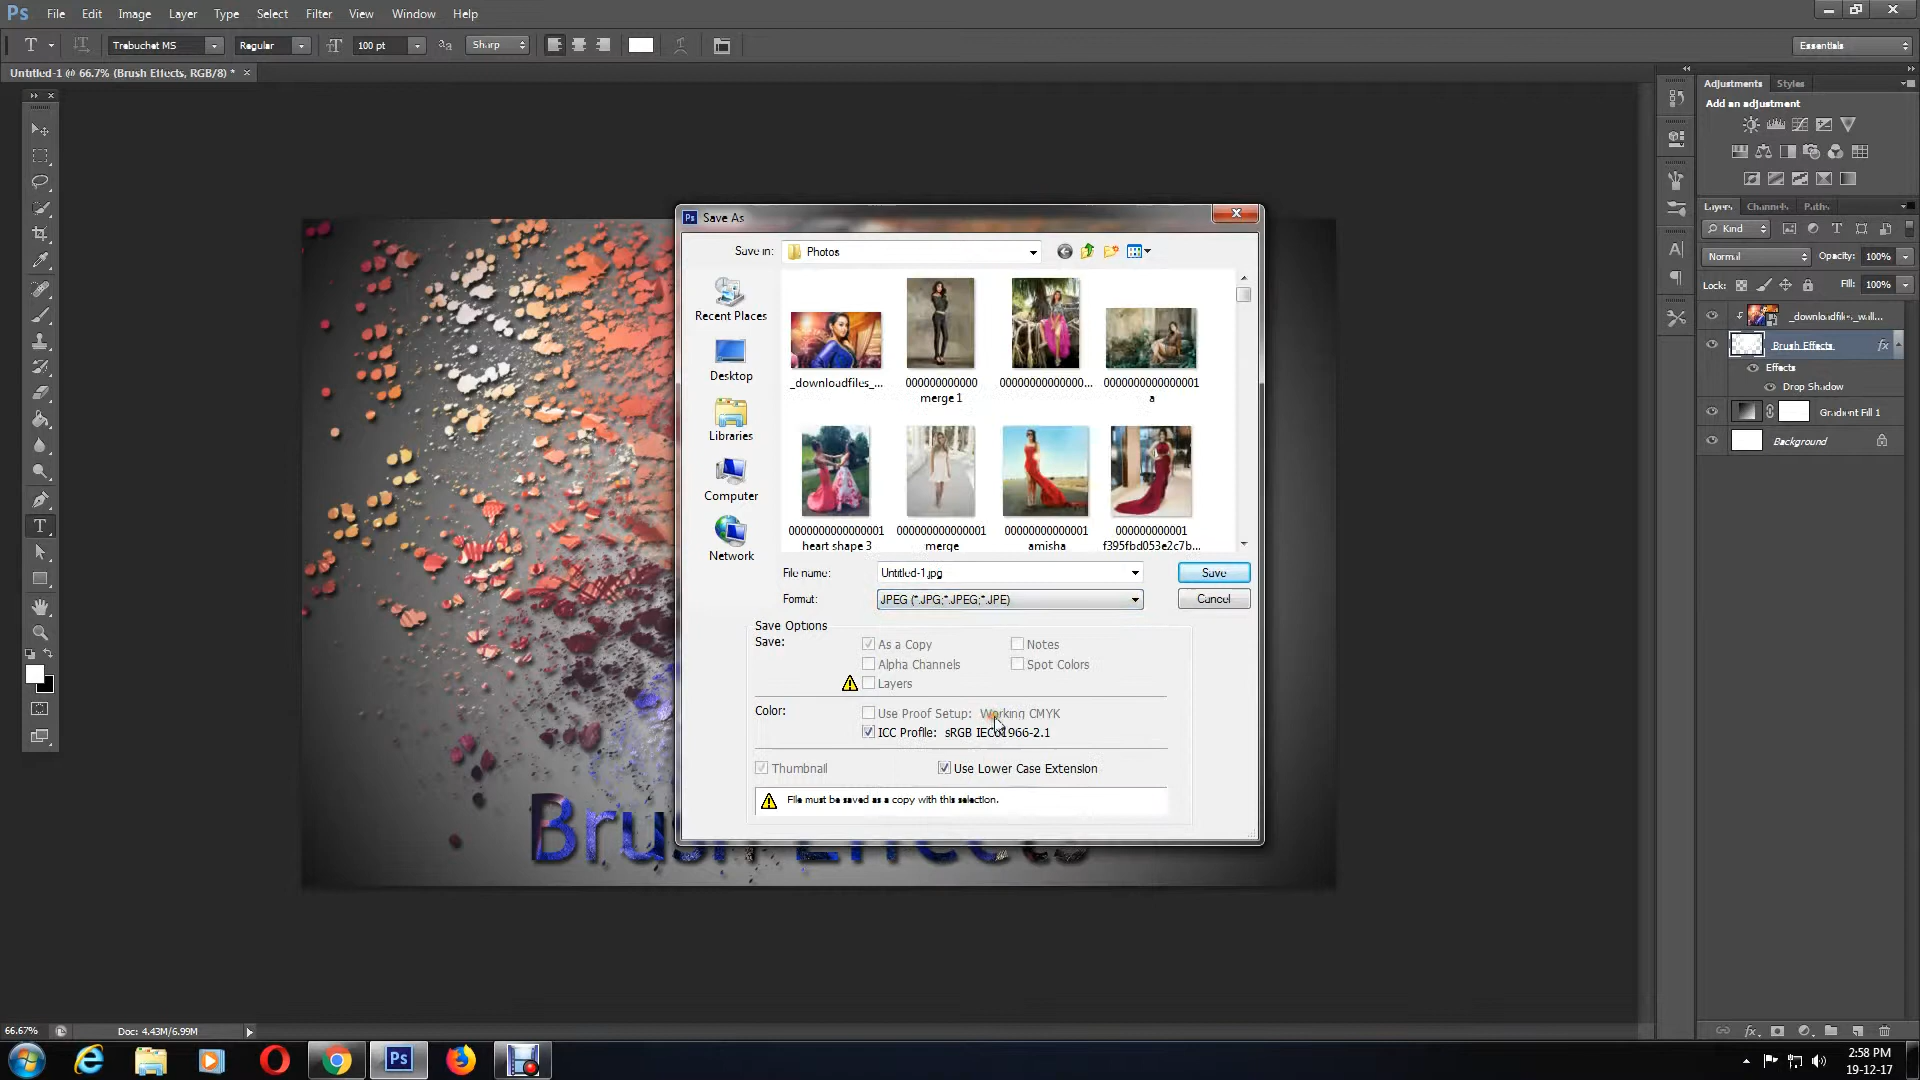 Ps File Edit Image Layer Type Select Filter View Window Help
T Trebuchet MS Regular 100 pt Sharp Essentials
Untitled-1 @ 66.7% (Brush Effects, RGB/8) * ×
Adjustments Styles
Add an adjustment
Layers Channels Paths
Kind
Normal Opacity: 100%
Lock: Fill: 100%
_downloadfiles_wall...
Brush Effects fx
Effects
Drop Shadow
Gradient Fill 1
Background
Ps Save As
Save in: Photos
Recent Places
Desktop
Libraries
Computer
Network
_downloadfiles_...
000000000000
merge 1
0000000000000...
a
heart shape 3
merge
amisha
000000000001
f395fbd053e2c7b...
File name: Untitled-1.jpg Save
Format: JPEG (*.JPG;*.JPEG;*.JPE) Cancel
Save Options
Save: As a Copy Notes
Alpha Channels Spot Colors
Layers
Color: Use Proof Setup: Working CMYK
ICC Profile: sRGB IEC61966-2.1
Thumbnail Use Lower Case Extension
File must be saved as a copy with this selection.
Brush Effects
66.67% Doc: 4.43M/6.99M
2:58 PM
19-12-17